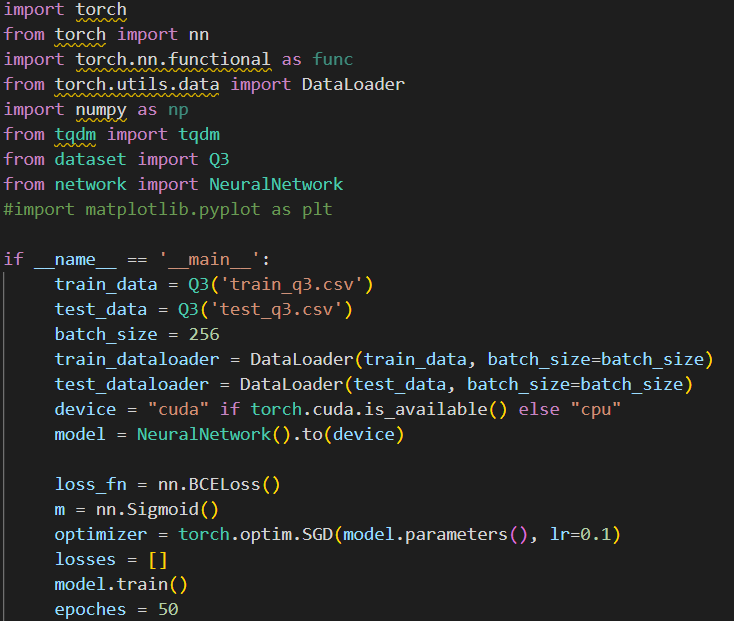 import torch
from torch import nn
import torch.nn.functional as func
from torch.utils.data import DataLoader
import numpy as np
from tqdm import tqdm
from dataset import Q3
from network import NeuralNetwork
#import matplotlib.pyplot as plt

if __name__ == '__main__':
    train_data = Q3('train_q3.csv')
    test_data = Q3('test_q3.csv')
    batch_size = 256
    train_dataloader = DataLoader(train_data, batch_size=batch_size)
    test_dataloader = DataLoader(test_data, batch_size=batch_size)
    device = "cuda" if torch.cuda.is_available() else "cpu"
    model = NeuralNetwork().to(device)

    loss_fn = nn.BCELoss()
    m = nn.Sigmoid()
    optimizer = torch.optim.SGD(model.parameters(), lr=0.1)
    losses = []
    model.train()
    epoches = 50